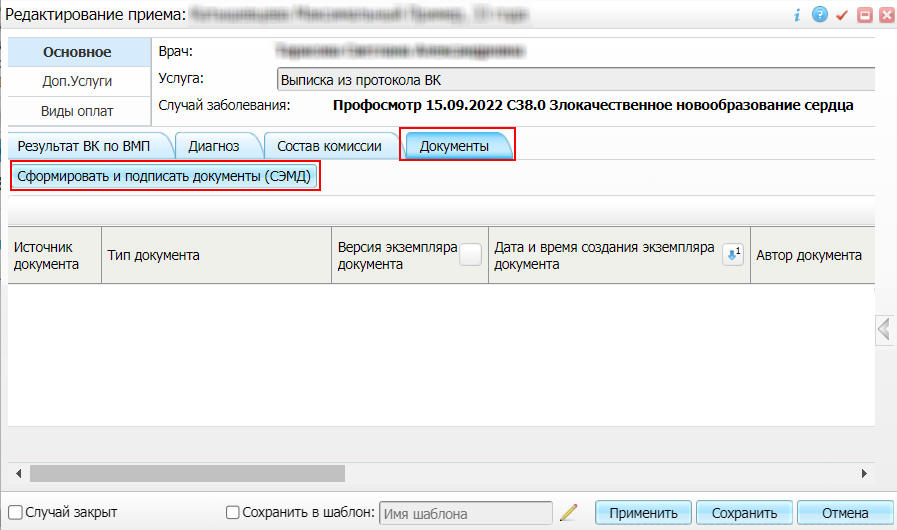 Редактирование приема:
Основное
Доп.Услуги
Виды оплат
Врач:
Услуга: Выписка из протокола ВК
Случай заболевания: Профосмотр 15.09.2022 С38.0 Злокачественное новообразование сердца
Результат ВК по ВМП Диагноз Состав комиссии Документы
Сформировать и подписать документы (СЭМД)
Источник документа
Тип документа
Версия экземпляра документа
Дата и время создания экземпляра документа
1
Автор документа
Случай закрыт Сохранить в шаблон: Имя шаблона Применить Сохранить Отмена